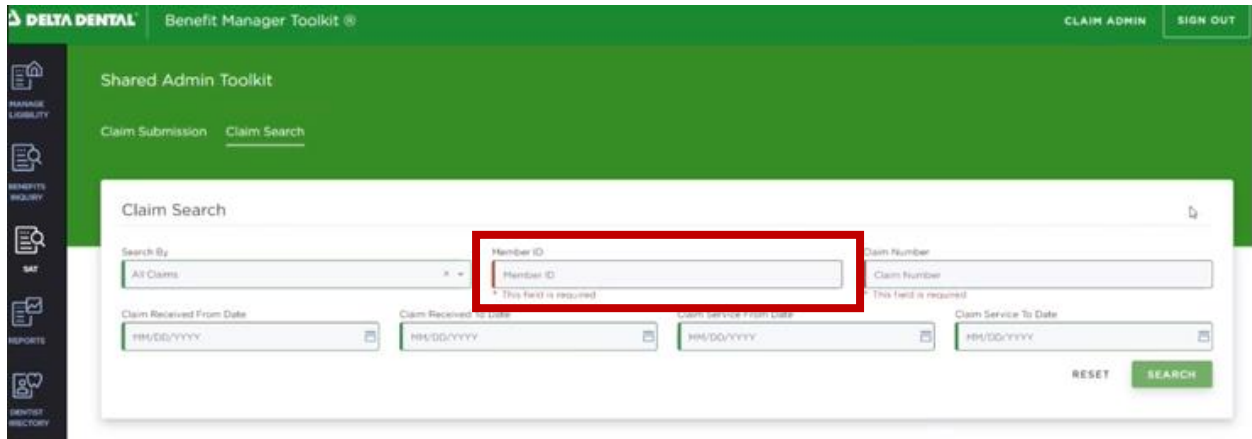 DELTA DENTAL Benefit Manager Toolkit ® CLAIM ADMIN SIGN OUT
MANAGE
ELIGIBILITY
BENEFITS
INQUIRY
SAT
REPORTS
DENTIST
DIRECTORY
Shared Admin Toolkit
Claim Submission Claim Search
Claim Search
Search By Member ID Claim Number
All Claims × Member ID Claim Number
* This field is required * This field is required
Claim Received From Date Claim Received To Date Claim Service From Date Claim Service To Date
MM/DD/YYYY MM/DD/YYYY MM/DD/YYYY MM/DD/YYYY
RESET SEARCH